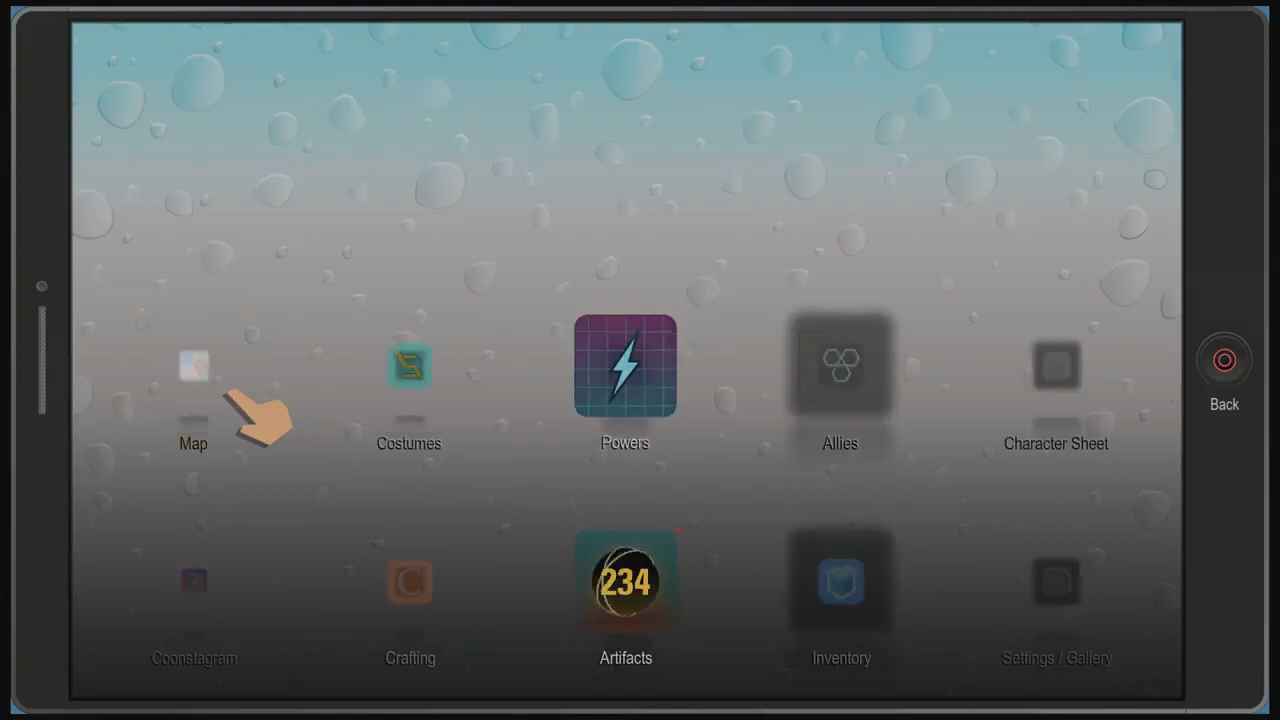 Map
Costumes
Powers
Allies
Character Sheet
Back
234
Coonstagram
C
Crafting
Artifacts
Inventory
Settings / Gallery